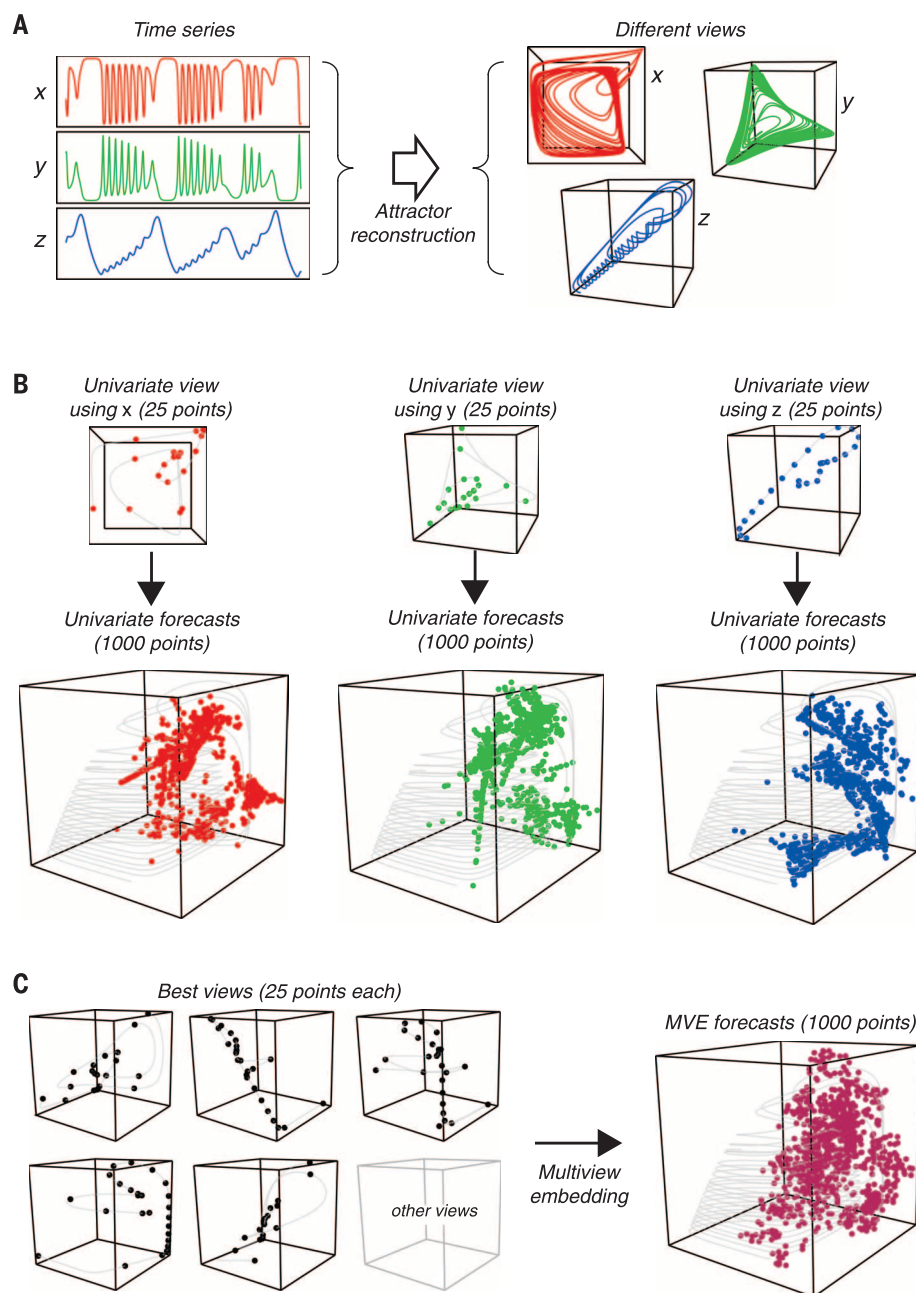 A
Time series
Different views
x
y
z
Attractor
reconstruction
x
y
z
B
Univariate view
using x (25 points)
Univariate view
using y (25 points)
Univariate view
using z (25 points)
Univariate forecasts
(1000 points)
Univariate forecasts
(1000 points)
Univariate forecasts
(1000 points)
C
Best views (25 points each)
other views
Multiview
embedding
MVE forecasts (1000 points)